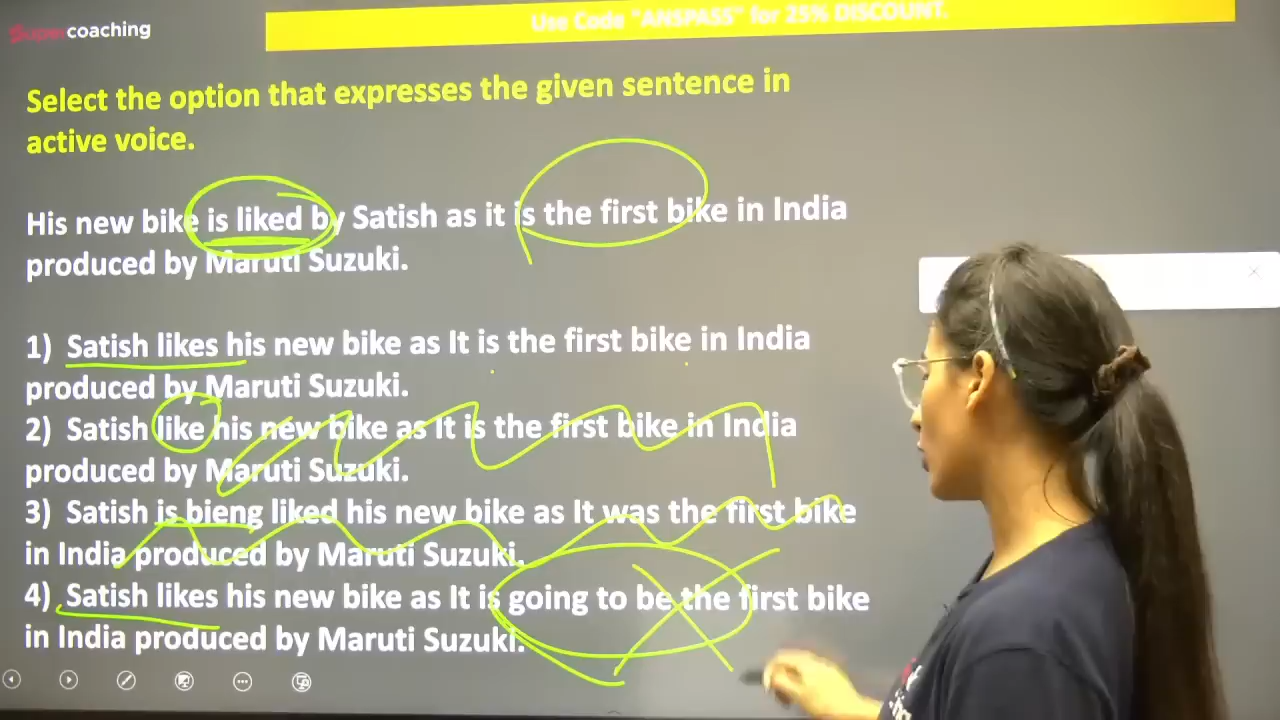 Supercoaching
Use Code "ANSPASS" for 25% DISCOUNT.
Select the option that expresses the given sentence in
active voice.
His new bike is liked by Satish as it is the first bike in India
produced by Maruti Suzuki.
1) Satish likes his new bike as It is the first bike in India
produced by Maruti Suzuki.
2) Satish like his new bike as It is the first bike in India
produced by Maruti Suzuki.
3) Satish is bieng liked his new bike as It was the first bike
in India produced by Maruti Suzuki.
4) Satish likes his new bike as It is going to be the first bike
in India produced by Maruti Suzuki.